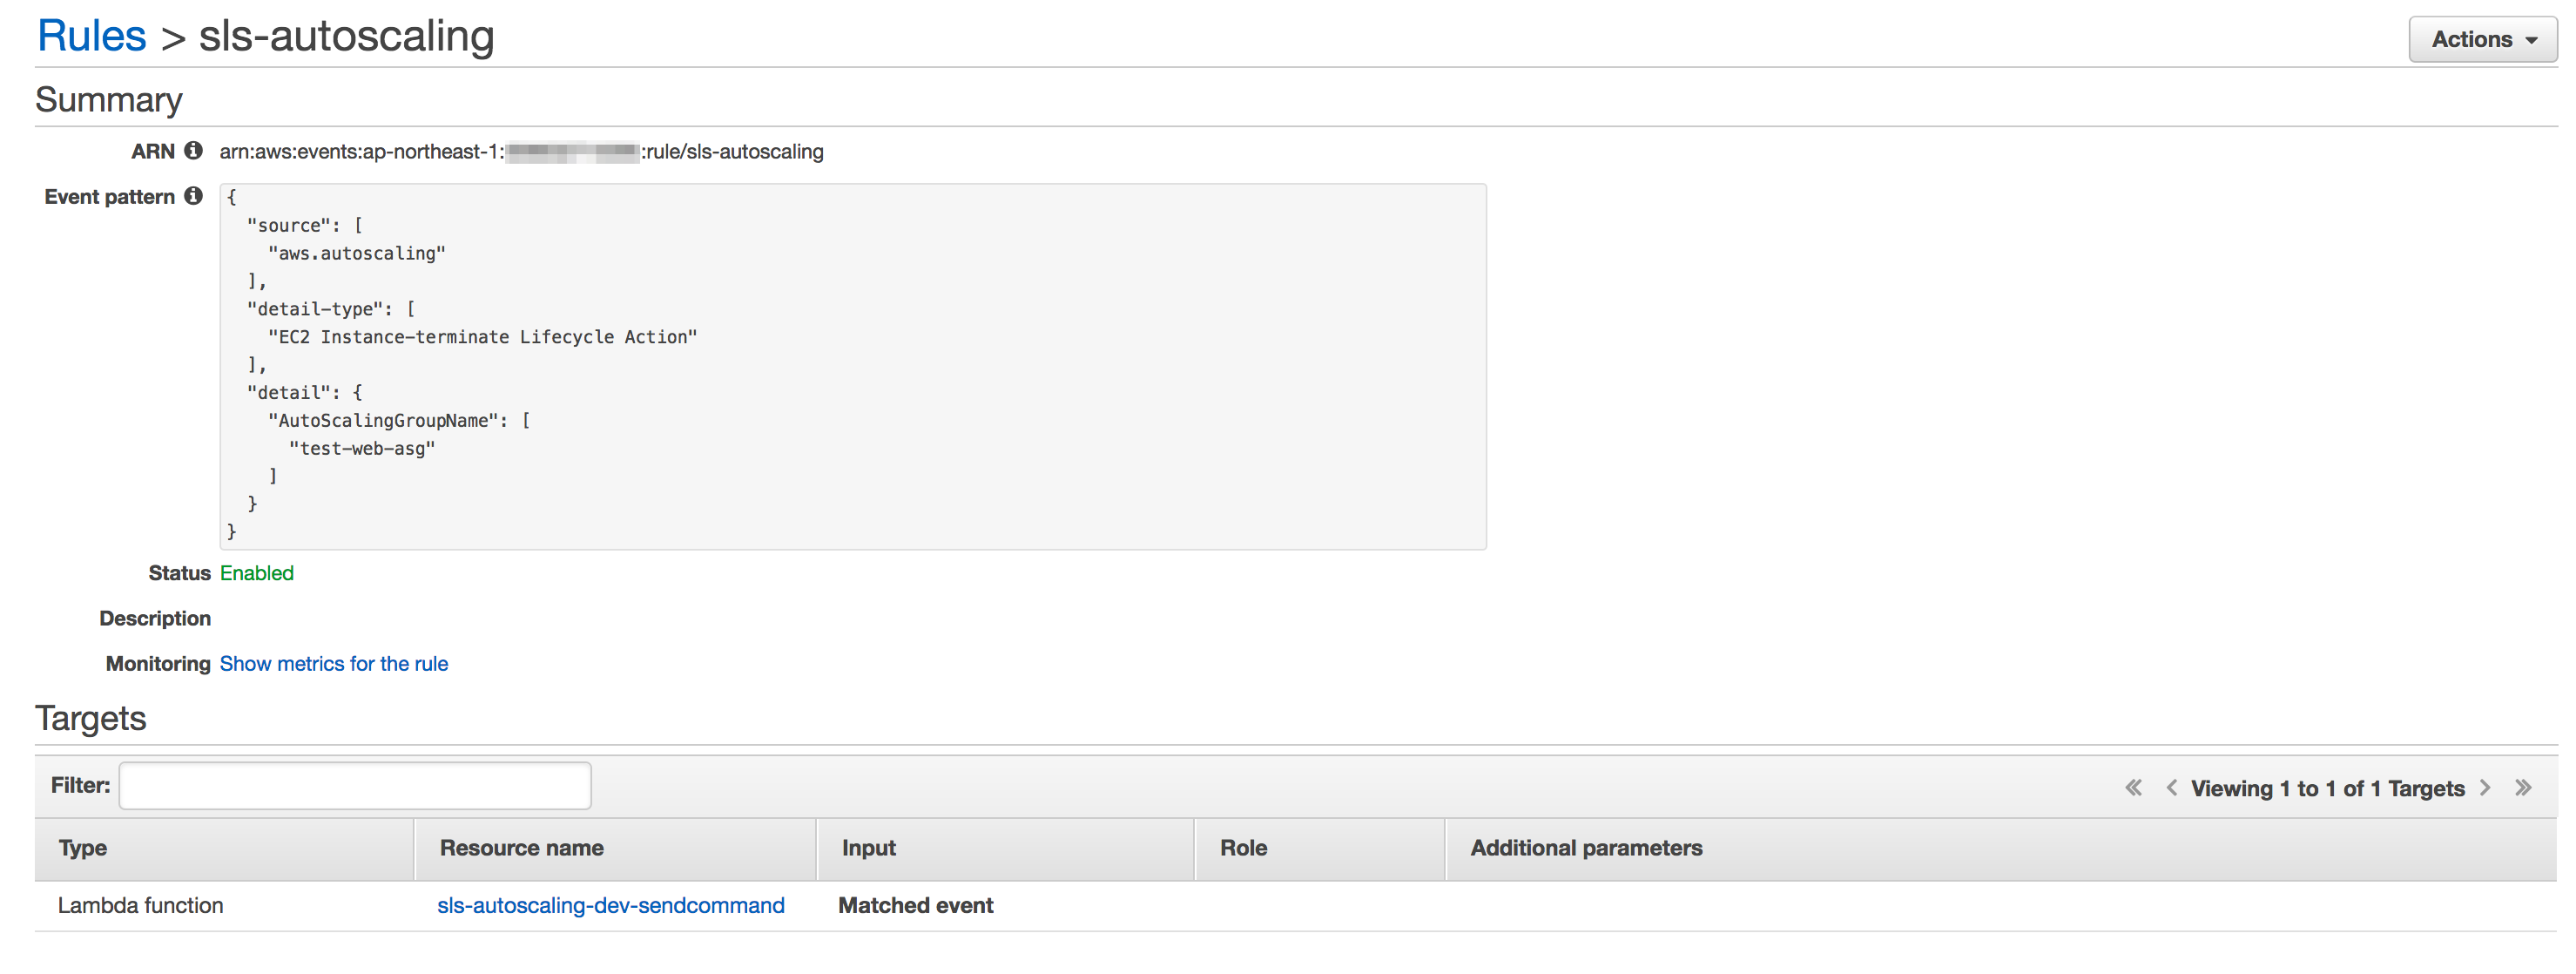 Rules > sls-autoscaling
Actions
Summary
ARN arn:aws:events:ap-northeast-1: :rule/sls-autoscaling
Event pattern {
"source": [
"aws.autoscaling"
],
"detail-type": [
"EC2 Instance-terminate Lifecycle Action"
],
"detail": {
"AutoScalingGroupName": [
"test-web-asg"
]
}
}
Status Enabled
Description
Monitoring Show metrics for the rule
Targets
Filter: « < Viewing 1 to 1 of 1 Targets > »
Type Resource name Input Role Additional parameters
Lambda function sls-autoscaling-dev-sendcommand Matched event